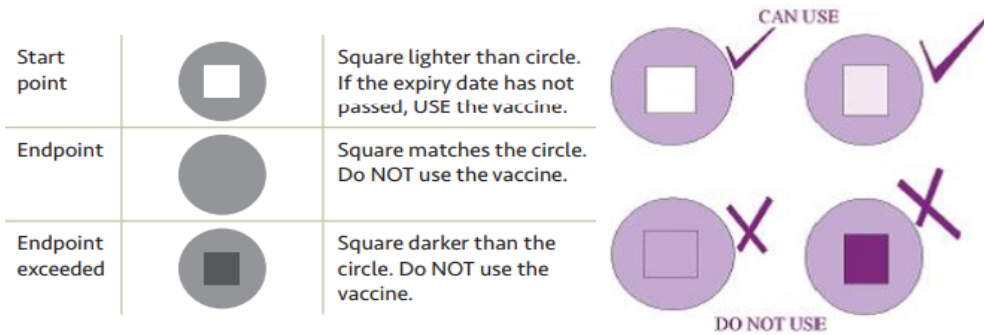 Start
point
Square lighter than circle.
If the expiry date has not
passed, USE the vaccine.
Endpoint
Square matches the circle.
Do NOT use the vaccine.
Endpoint
exceeded
Square darker than the
circle. Do NOT use the
vaccine.
CAN USE
DO NOT USE